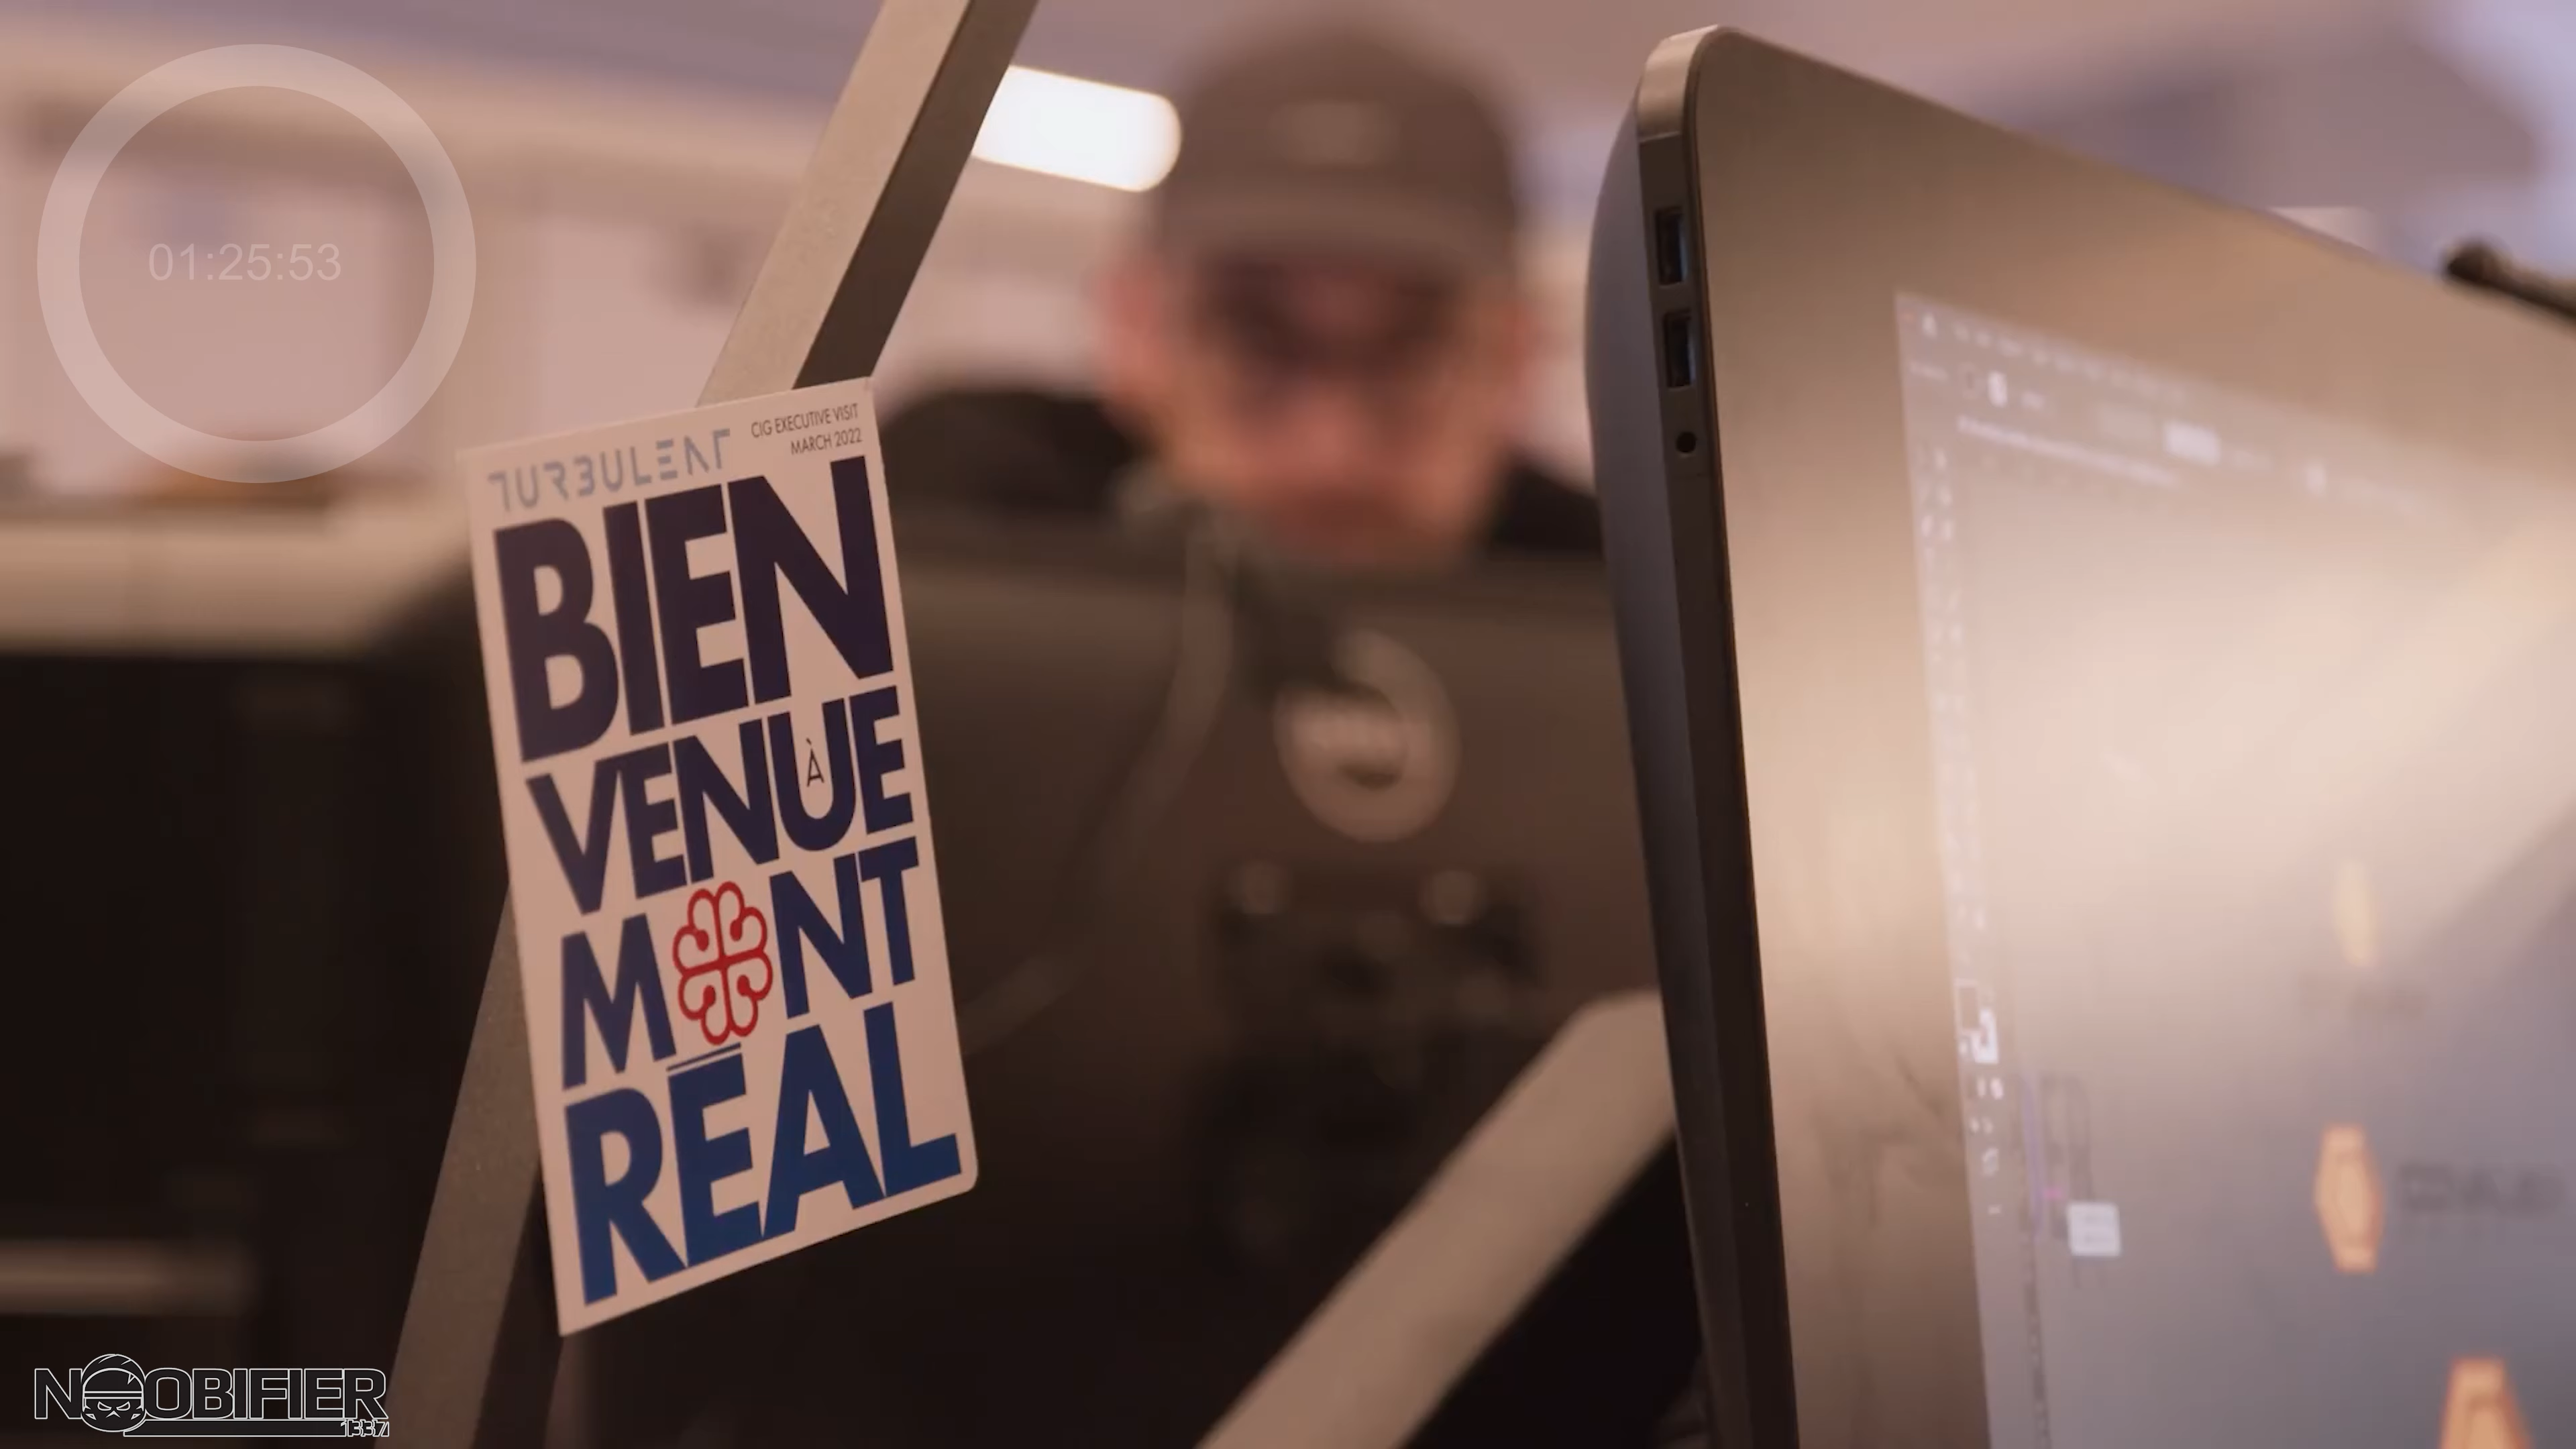 01:25:53
TURBULENT
CIG EXECUTIVE VISIT
MARCH 2022
BIEN
VENUE
À
MONT
RÉAL
NOOBIFIER
1337